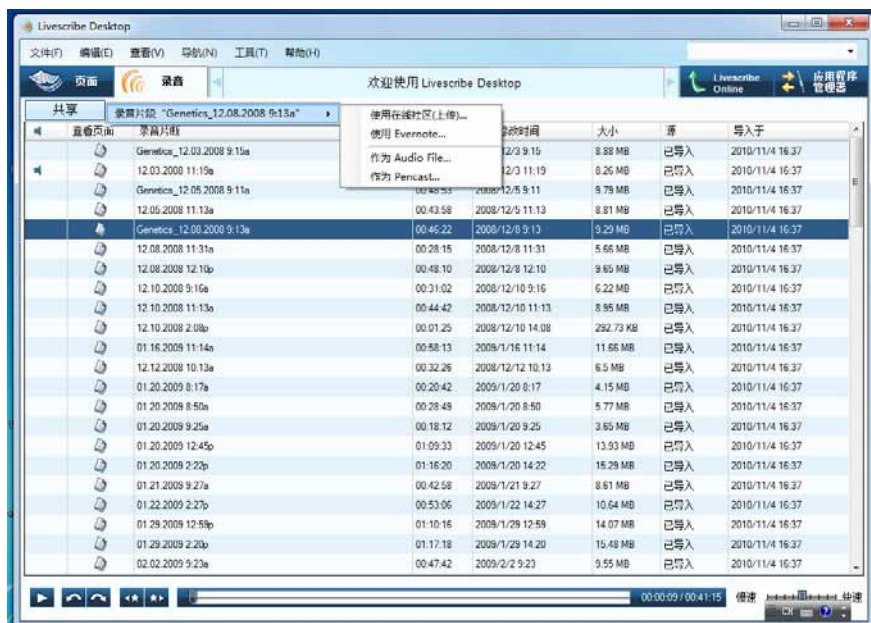 Livescribe Desktop
文件(F) 编辑(E) 查看(V) 导航(N) 工具(T) 帮助(H)
页面 录音 欢迎使用 Livescribe Desktop Livescribe Online 应用程序管理器
共享 录音片段 "Genetics_12.08.2008 9:13a"
使用在线社区(上传)...
使用 Evernote...
作为 Audio File...
作为 Pencast...
查看页面 录音片断 修改时间 大小 源 导入于
Genetics_12.03.2008 9.15a 12/3 9.15 8.88 MB 已导入 2010/11/4 16:37
12.03.2008 11:19a 12/3 11:19 8.26 MB 已导入 2010/11/4 16:37
Genetics_12.05.2008 9.11a 00:48:53 2008/12/5 9:11 9.79 MB 已导入 2010/11/4 16:37
12.05.2008 11.13a 00.43.58 2008/12/5 11.13 8.81 MB 已导入 2010/11/4 16:37
Genetics_12.08.2008 9:13a 00:46:22 2008/12/8 9:13 9.29 MB 已导入 2010/11/4 16:37
12.08.2008 11:31a 00:28:15 2008/12/8 11:31 5.66 MB 已导入 2010/11/4 16:37
12.08.2008 12:10p 00:48:10 2008/12/8 12:10 9.65 MB 已导入 2010/11/4 16:37
12.10.2008 9:16a 00:31:02 2008/12/10 9:16 6.22 MB 已导入 2010/11/4 16:37
12.10.2008 11:13a 00:44:42 2008/12/10 11:13 8.95 MB 已导入 2010/11/4 16:37
12.10.2008 2:08p 00:01:25 2008/12/10 14:08 292.73 KB 已导入 2010/11/4 16:37
01.16.2009 11:14a 00:58:13 2009/1/16 11:14 11.66 MB 已导入 2010/11/4 16:37
12.12.2008 10.13a 00:32:26 2008/12/12 10.13 6.5 MB 已导入 2010/11/4 16:37
01.20.2009 8:17a 00:20:42 2009/1/20 8:17 4.15 MB 已导入 2010/11/4 16:37
01.20.2009 8:50a 00:28:49 2009/1/20 8:50 5.77 MB 已导入 2010/11/4 16:37
01.20.2009 9:25a 00.18.12 2009/1/20 9.25 3.65 MB 已导入 2010/11/4 16:37
01.20.2009 12:45p 01:09:33 2009/1/20 12:45 13.93 MB 已导入 2010/11/4 16:37
01.20.2009 2:22p 01:16:20 2009/1/20 14:22 15.29 MB 已导入 2010/11/4 16:37
01.21.2009 9:27a 00:42:58 2009/1/21 9:27 8.61 MB 已导入 2010/11/4 16:37
01.22.2009 2:27p 00:53:06 2009/1/22 14:27 10.64 MB 已导入 2010/11/4 16:37
01.29.2009 12:59p 01:10:16 2009/1/29 12:59 14.07 MB 已导入 2010/11/4 16:37
01.29.2009 2:20p 01:17.18 2009/1/29 14.20 15.48 MB 已导入 2010/11/4 16:37
02.02.2009 9:23a 00:47:42 2009/2/2 9:23 9.55 MB 已导入 2010/11/4 16:37
00:00:09 / 00:41:15 慢速 快速
CH